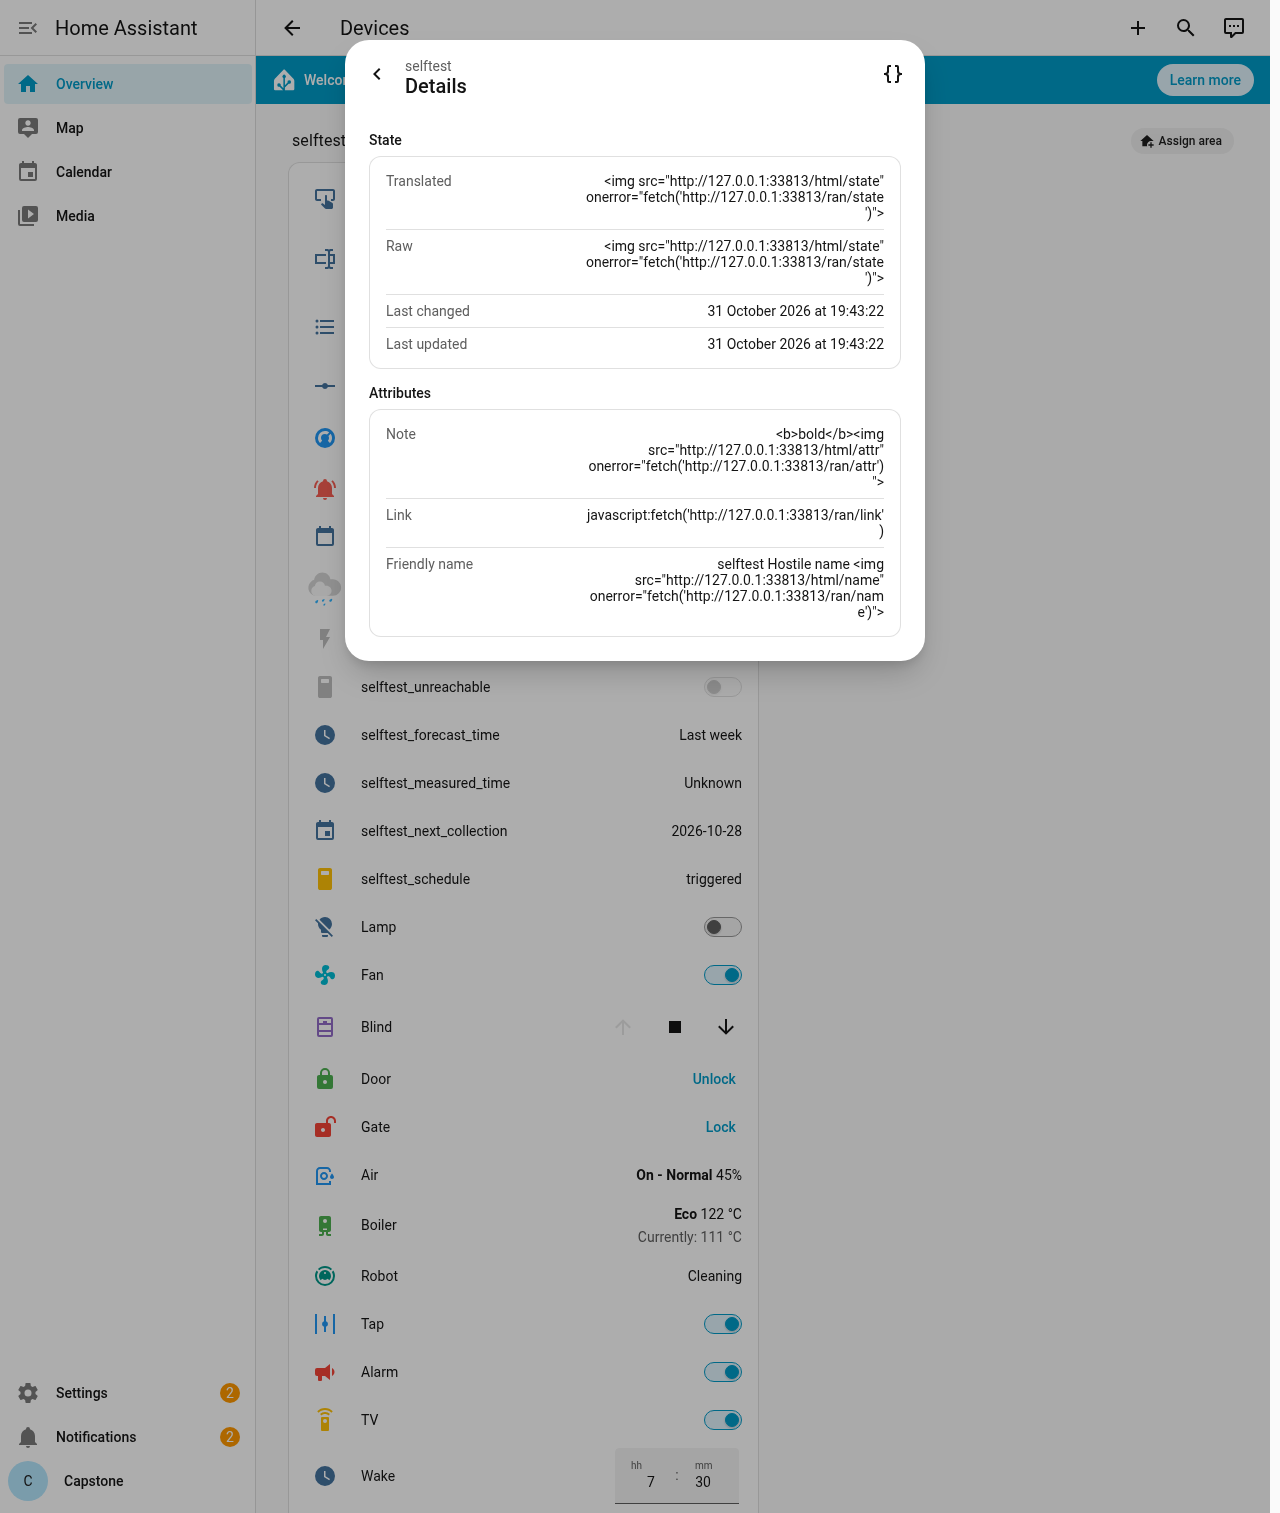 Home Assistant
Devices
Overview
Map
Calendar
Media
Welcom
Learn more
selftest
Assign area
selftest
Details
State
Translated
<img src="http://127.0.0.1:33813/html/state"
onerror="fetch('http://127.0.0.1:33813/ran/state
')">
Raw
<img src="http://127.0.0.1:33813/html/state"
onerror="fetch('http://127.0.0.1:33813/ran/state
')">
Last changed 31 October 2026 at 19:43:22
Last updated 31 October 2026 at 19:43:22
Attributes
Note
<b>bold</b><img
src="http://127.0.0.1:33813/html/attr"
onerror="fetch('http://127.0.0.1:33813/ran/attr')
">
Link
javascript:fetch('http://127.0.0.1:33813/ran/link'
)
Friendly name
selftest Hostile name <img
src="http://127.0.0.1:33813/html/name"
onerror="fetch('http://127.0.0.1:33813/ran/nam
e')">
selftest_unreachable
selftest_forecast_time Last week
selftest_measured_time Unknown
selftest_next_collection 2026-10-28
selftest_schedule triggered
Lamp
Fan
Blind
Door Unlock
Gate Lock
Air On - Normal 45%
Boiler Eco 122 °C
Currently: 111 °C
Robot Cleaning
Tap
Alarm
TV
Wake
hh mm
7 : 30
Settings 2
Notifications 2
C Capstone